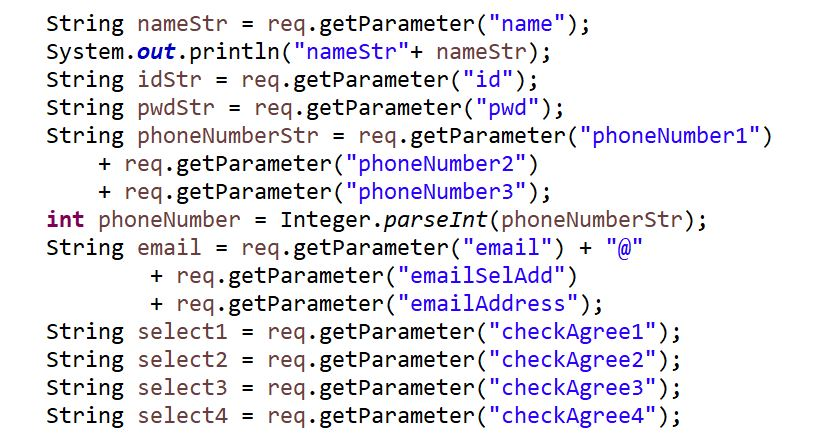 String nameStr = req.getParameter("name");
System.out.println("nameStr"+ nameStr);
String idStr = req.getParameter("id");
String pwdStr = req.getParameter("pwd");
String phoneNumberStr = req.getParameter("phoneNumber1")
    + req.getParameter("phoneNumber2")
    + req.getParameter("phoneNumber3");
int phoneNumber = Integer.parseInt(phoneNumberStr);
String email = req.getParameter("email") + "@"
        + req.getParameter("emailSelAdd")
        + req.getParameter("emailAddress");
String select1 = req.getParameter("checkAgree1");
String select2 = req.getParameter("checkAgree2");
String select3 = req.getParameter("checkAgree3");
String select4 = req.getParameter("checkAgree4");